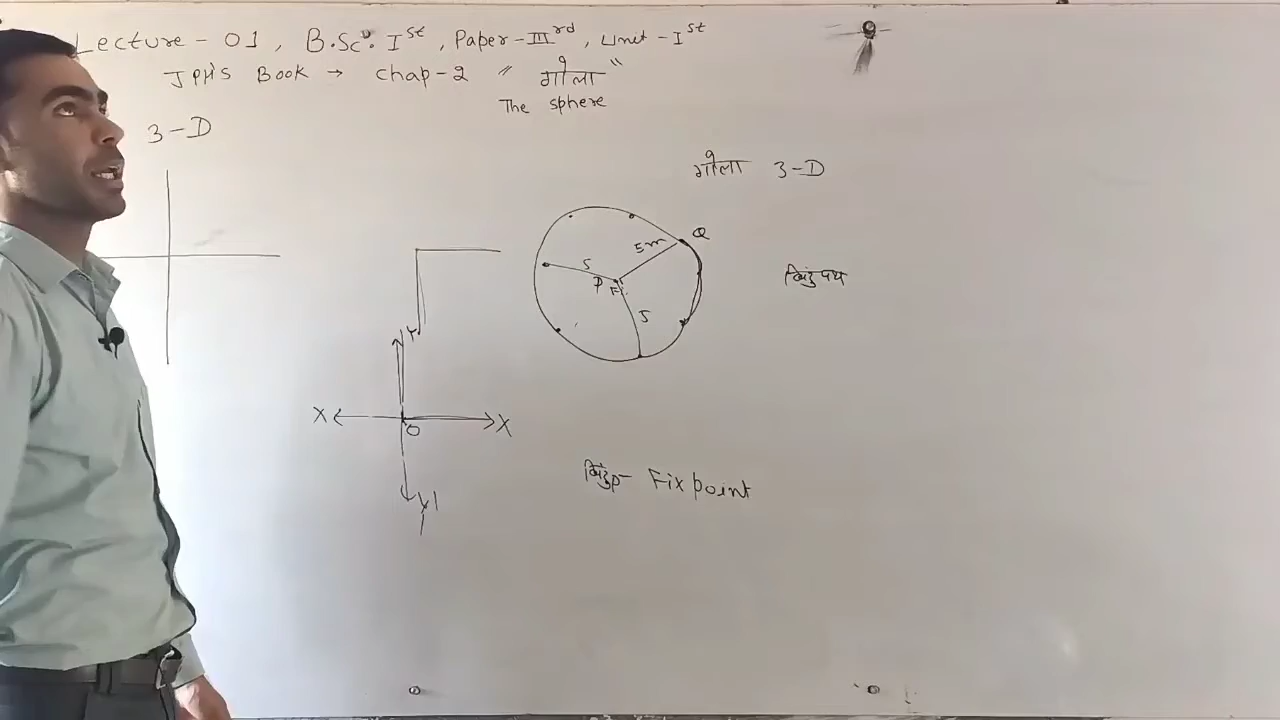 Lecture - 01, B.Sc. Ist, Paper-IIIrd, Unit-Ist
JPH'S Book → chap-2 " गोला "
The sphere
3-D
गोला 3-D
Q
5m
5
P
5
बिंदुपथ
Y
X
X
O
Y'
बिंदु P- Fix point